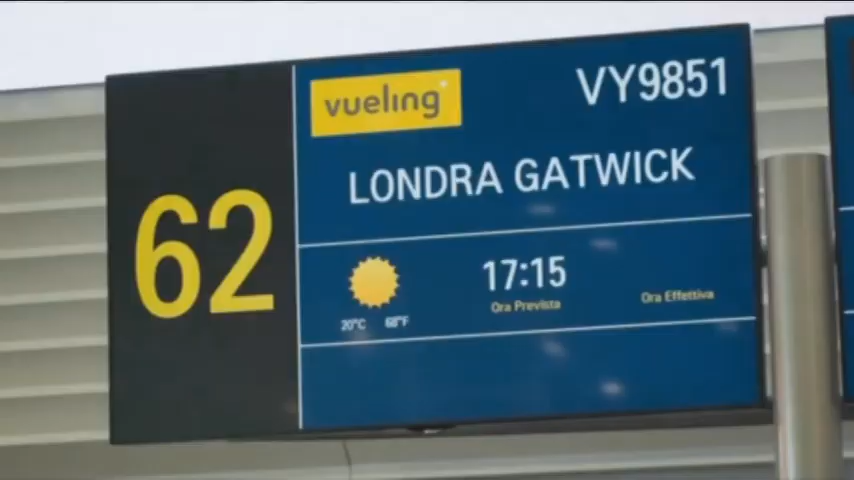 62
vueling
VY9851
LONDRA GATWICK
17:15
Ora Prevista
Ora Effettiva
20°C 68°F